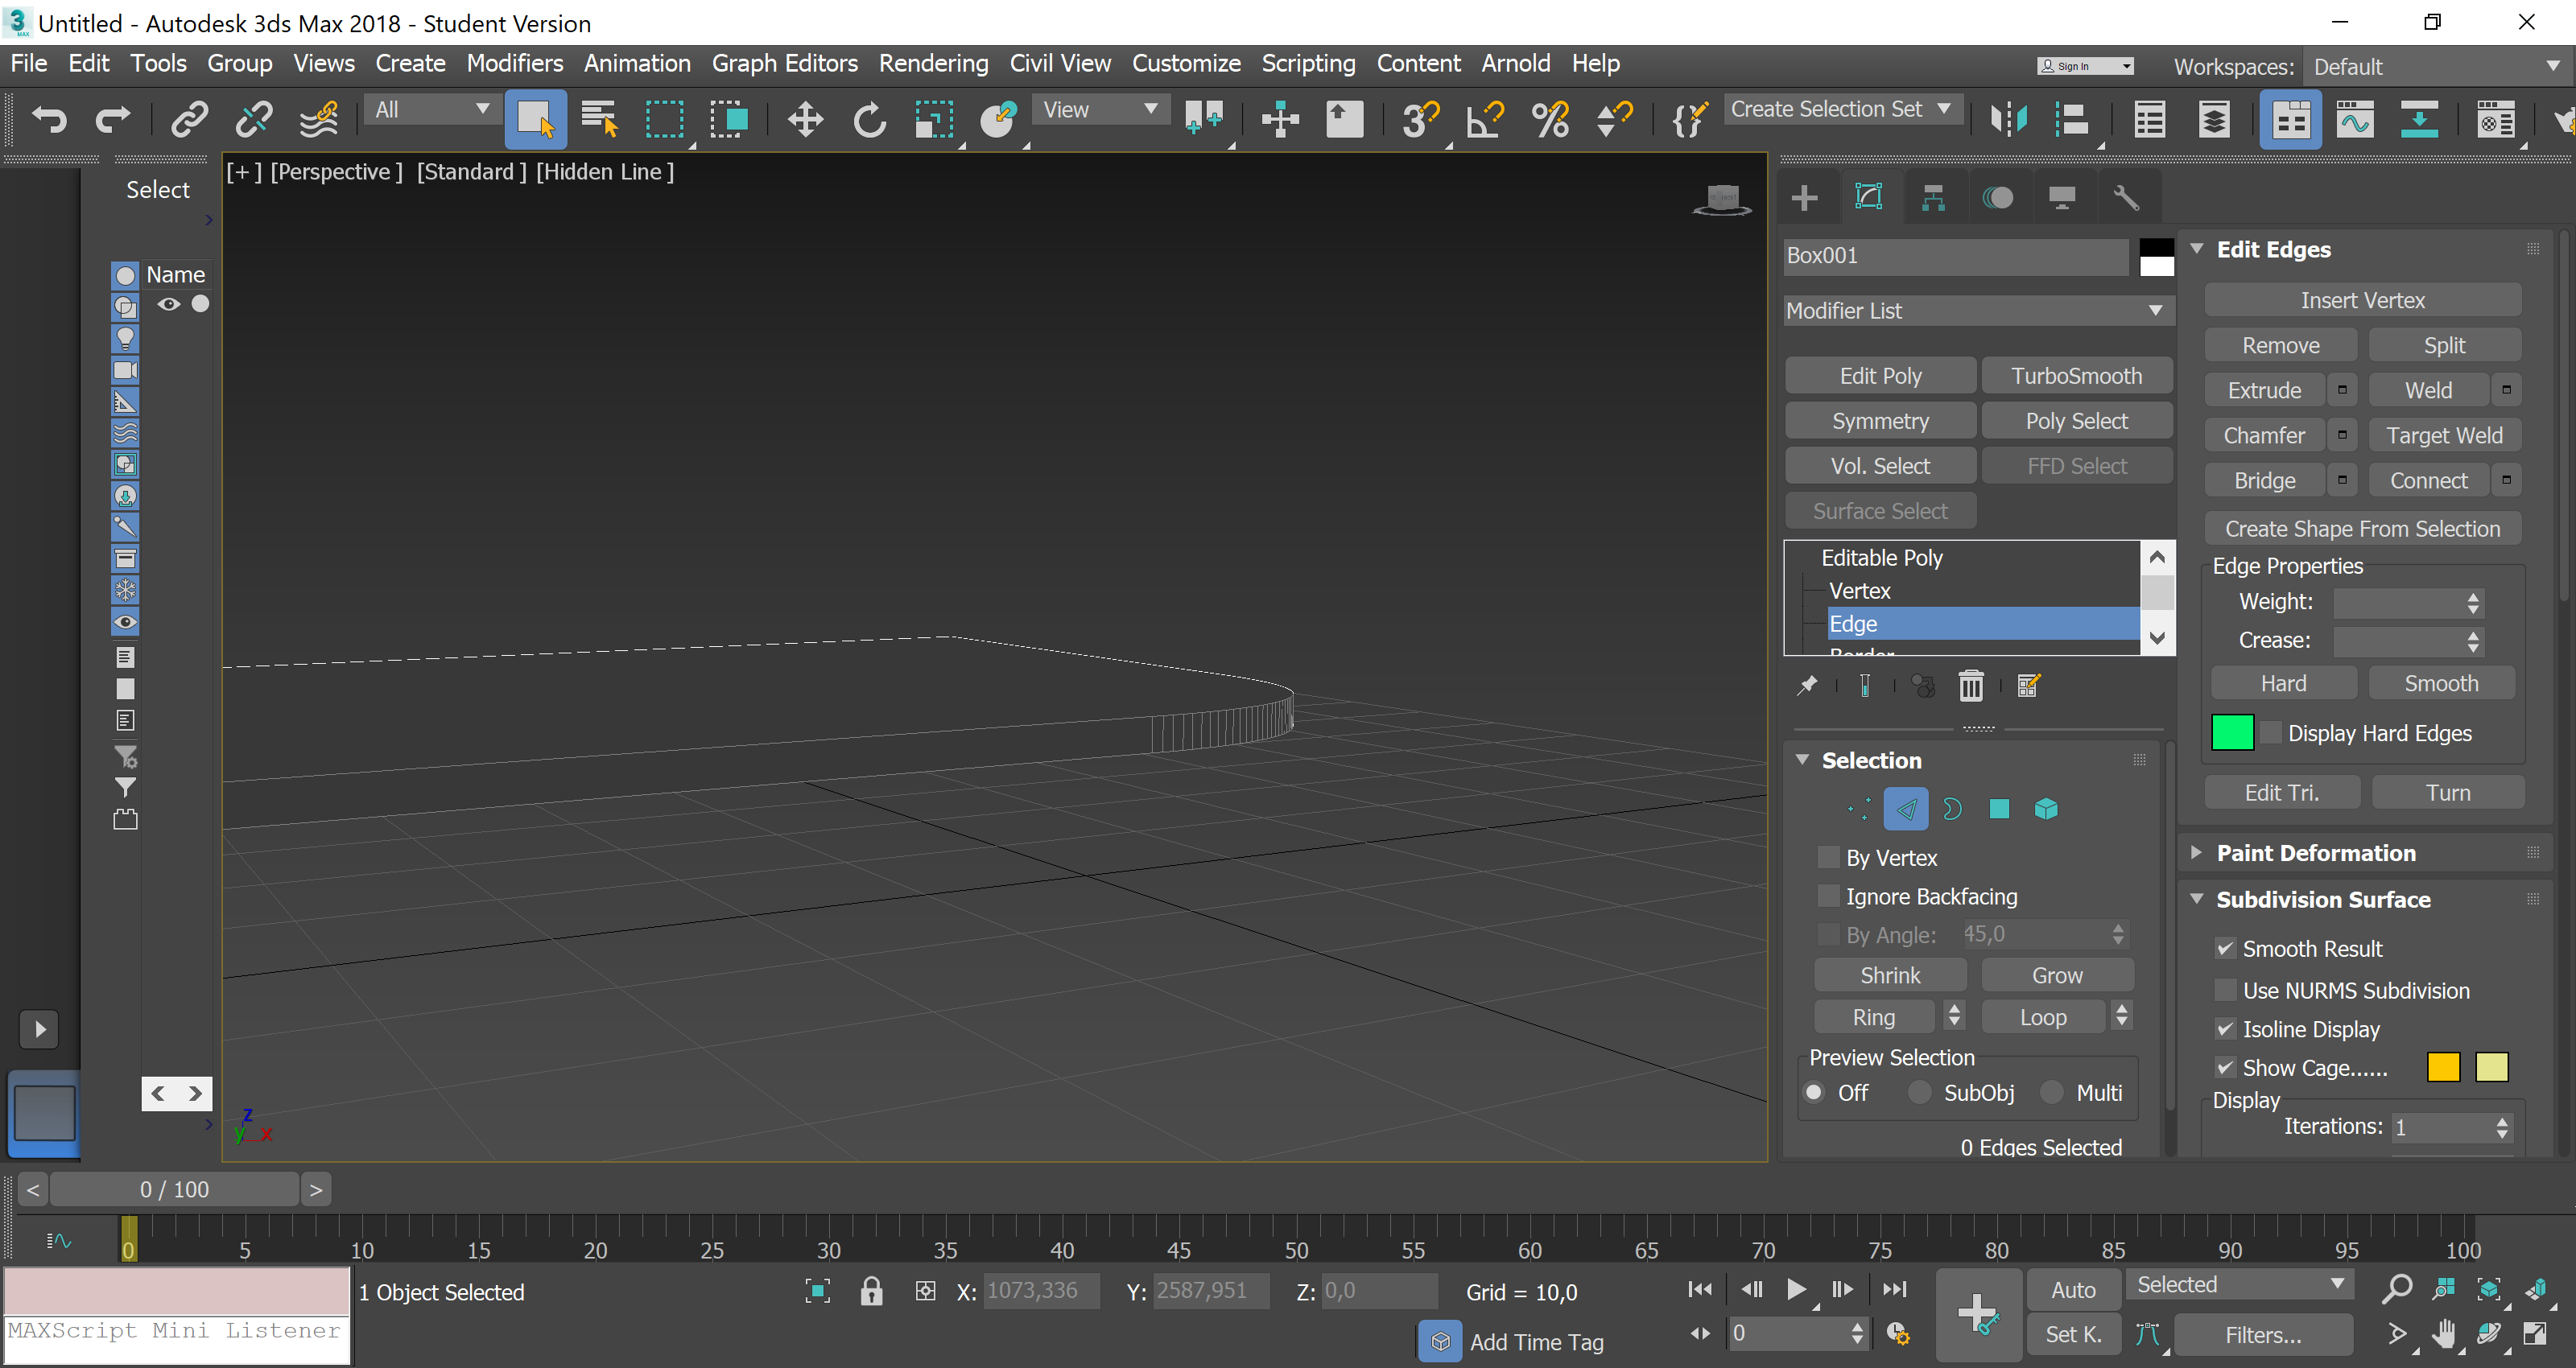 Untitled - Autodesk 3ds Max 2018 - Student Version
File Edit Tools Group Views Create Modifiers Animation Graph Editors Rendering Civil View Customize Scripting Content Arnold Help
Sign In
Workspaces: Default
All
View
Create Selection Set
Select
[+] [Perspective] [Standard] [Hidden Line]
Name
Box001
Modifier List
Edit Poly TurboSmooth
Symmetry Poly Select
Vol. Select FFD Select
Surface Select
Editable Poly
Vertex
Edge
Border
Selection
By Vertex
Ignore Backfacing
By Angle: 45,0
Shrink Grow
Ring Loop
Preview Selection
Off SubObj Multi
0 Edges Selected
Edit Edges
Insert Vertex
Remove Split
Extrude Weld
Chamfer Target Weld
Bridge Connect
Create Shape From Selection
Edge Properties
Weight:
Crease:
Hard Smooth
Display Hard Edges
Edit Tri. Turn
Paint Deformation
Subdivision Surface
Smooth Result
Use NURMS Subdivision
Isoline Display
Show Cage......
Display
Iterations: 1
z
y x
< 0 / 100 >
0 5 10 15 20 25 30 35 40 45 50 55 60 65 70 75 80 85 90 95 100
1 Object Selected
X: 1073,336 Y: 2587,951 Z: 0,0 Grid = 10,0
Auto Selected
MAXScript Mini Listener
Add Time Tag
0
Set K. Filters...